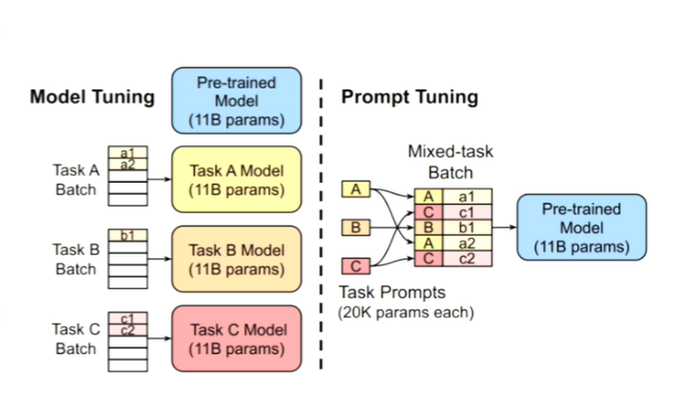 Model Tuning
Pre-trained
Model
(11B params)
Task A
Batch
a1
a2
Task A Model
(11B params)
Task B
Batch
b1
Task B Model
(11B params)
Task C
Batch
c1
c2
Task C Model
(11B params)
Prompt Tuning
Mixed-task
Batch
A
B
C
A a1
C c1
B b1
A a2
C c2
Pre-trained
Model
(11B params)
Task Prompts
(20K params each)